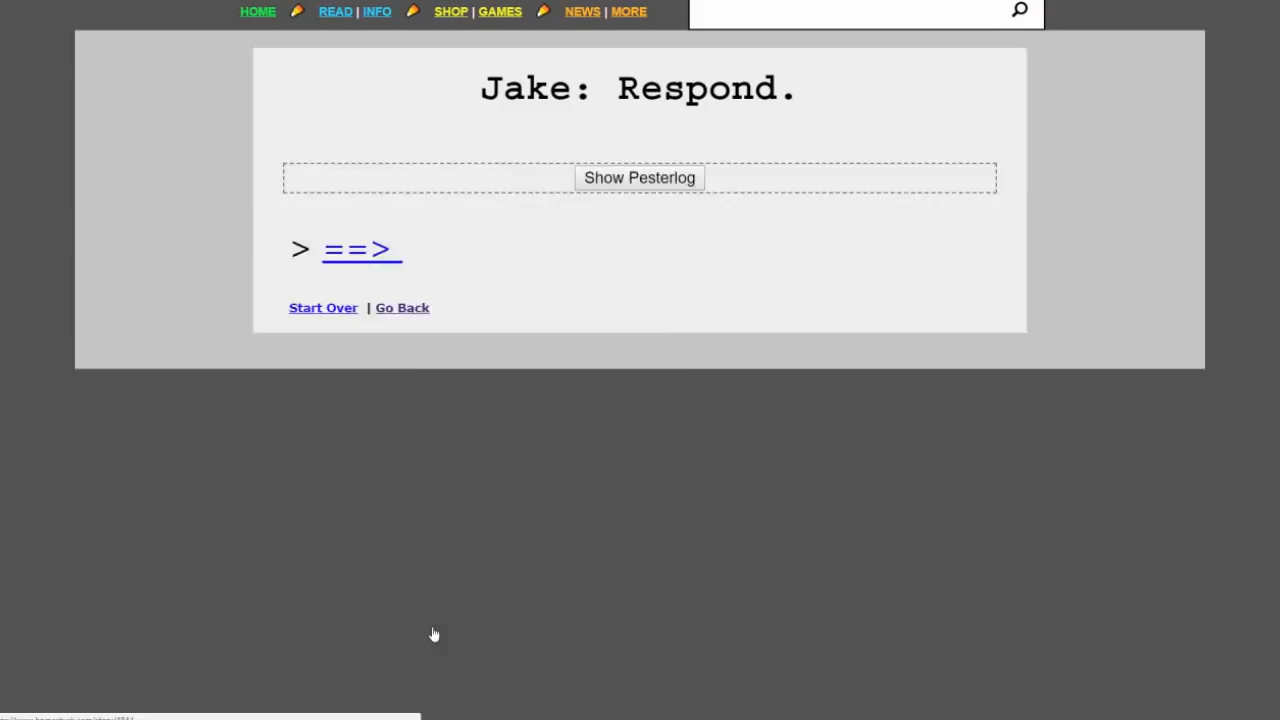 HOME READ | INFO SHOP | GAMES NEWS | MORE
Jake: Respond.
Show Pesterlog
> ==>
Start Over | Go Back